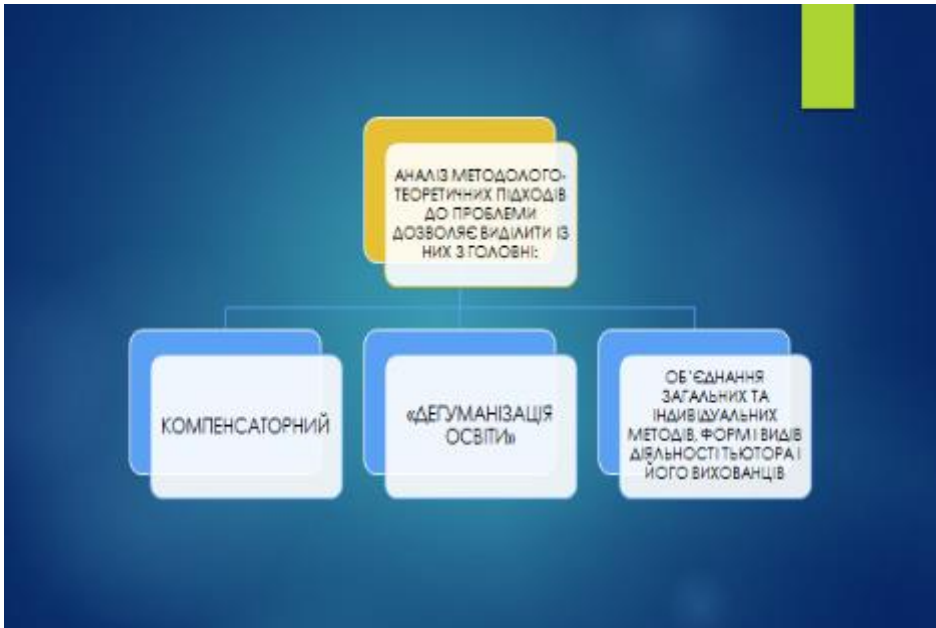 АНАЛІЗ МЕТОДОЛОГО-
ТЕОРЕТИЧНИХ ПІДХОДІВ
ДО ПРОБЛЕМИ
ДОЗВОЛЯЄ ВИДІЛИТИ ІЗ
НИХ 3 ГОЛОВНІ:
КОМПЕНСАТОРНИЙ
«ДЕГУМАНІЗАЦІЯ
ОСВІТИ»
ОБ'ЄДНАННЯ
ЗАГАЛЬНИХ ТА
ІНДИВІДУАЛЬНИХ
МЕТОДІВ, ФОРМ І ВИДІВ
ДІЯЛЬНОСТІ ТЬЮТОРА І
ЙОГО ВИХОВАНЦІВ